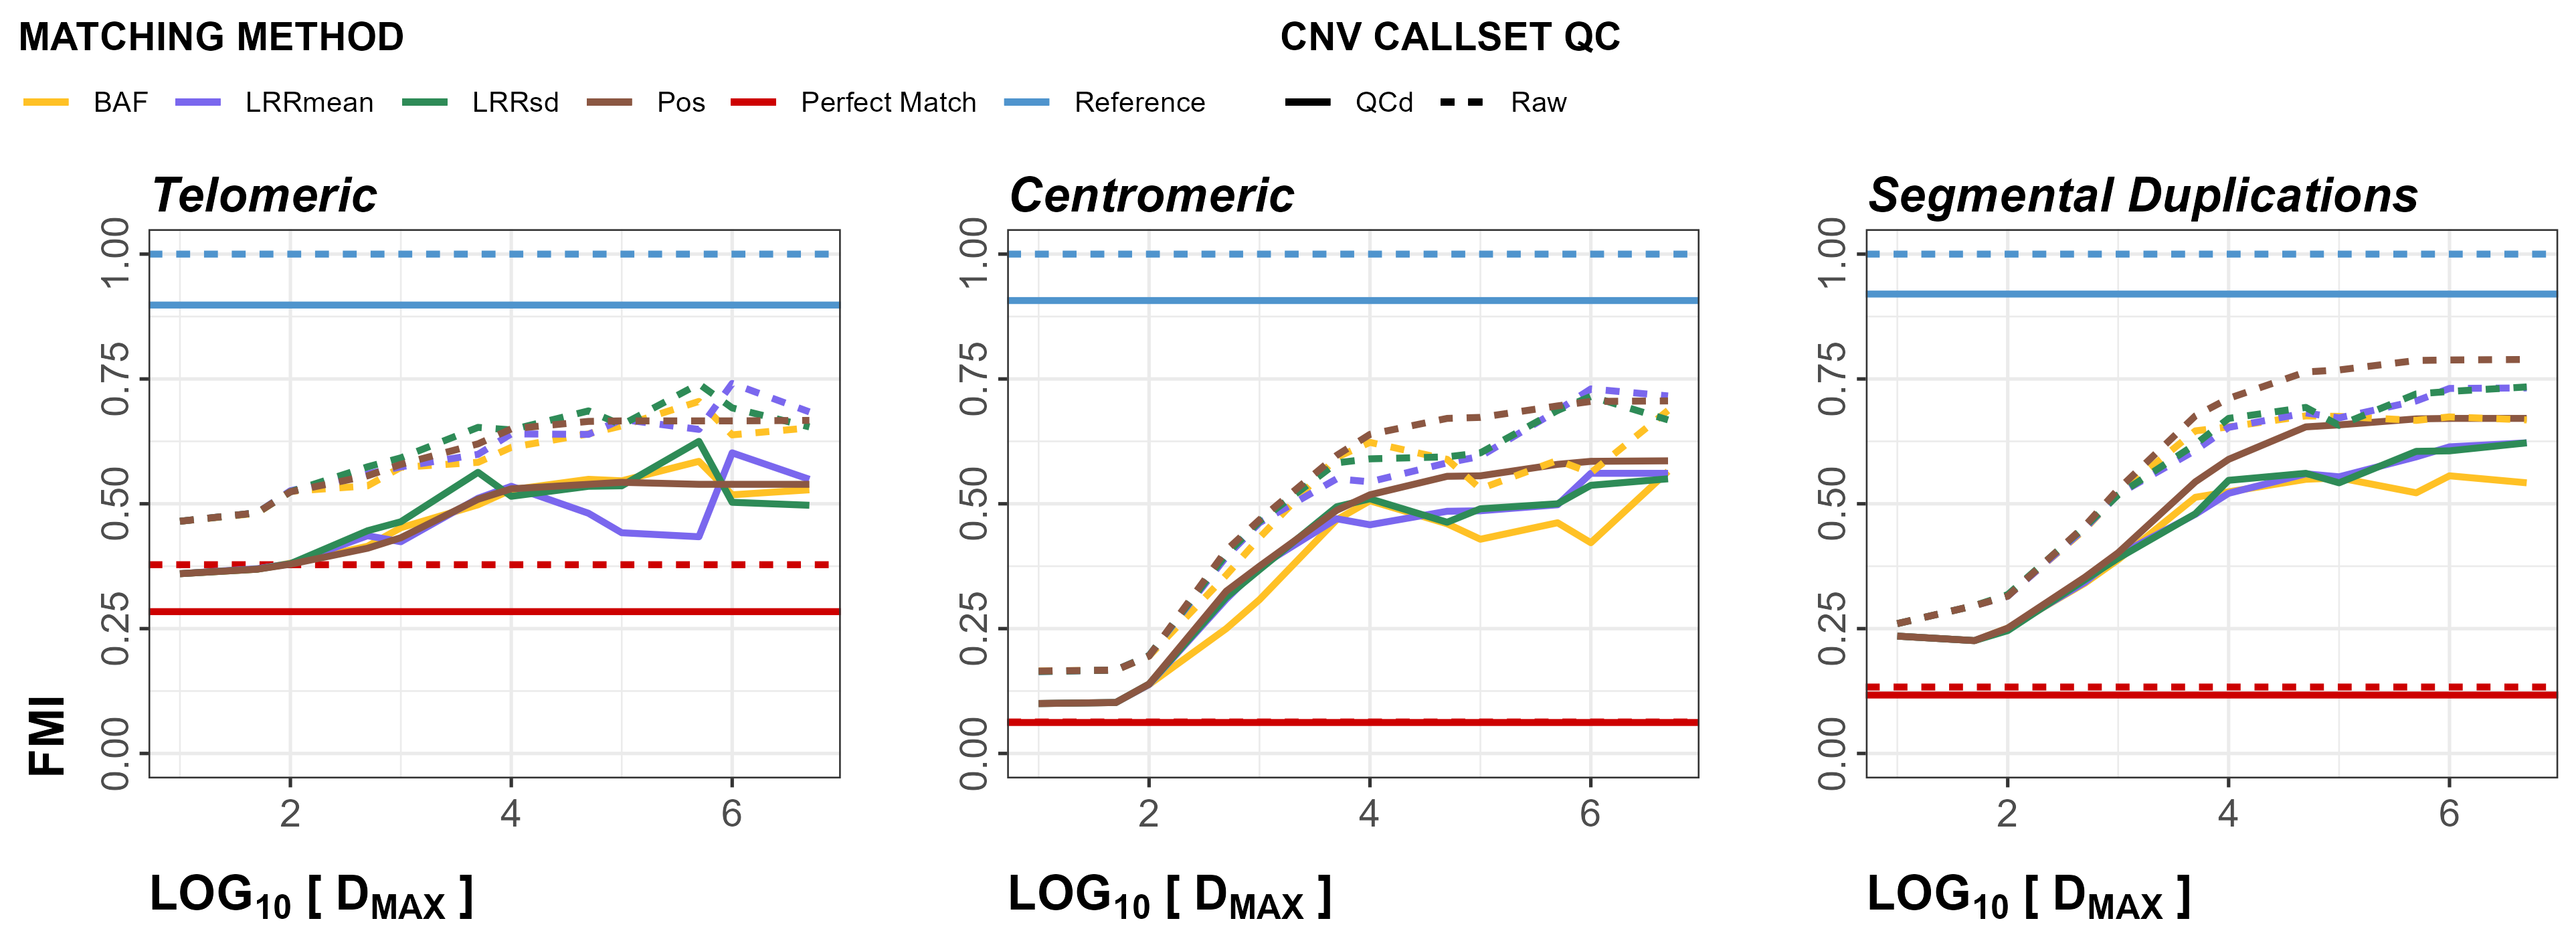 MATCHING METHOD CNV CALLSET QC
BAF LRRmean LRRsd Pos Perfect Match Reference QCd Raw
Telomeric Centromeric Segmental Duplications
1.00 1.00 1.00
0.75 0.75 0.75
0.50 0.50 0.50
0.25 0.25 0.25
0.00 0.00 0.00
FMI
2 4 6 2 4 6 2 4 6
LOG10 [ DMAX ] LOG10 [ DMAX ] LOG10 [ DMAX ]